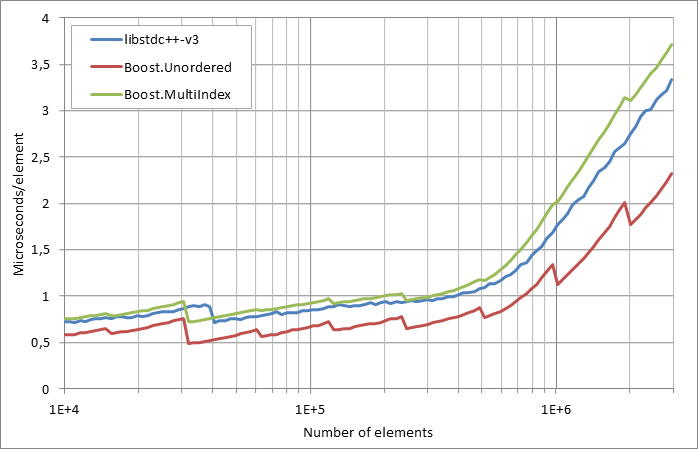 4
3,5
3
2,5
2
1,5
1
0,5
0
libstdc++-v3
Boost.Unordered
Boost.MultiIndex
Microseconds/element
1E+4
1E+5
1E+6
Number of elements